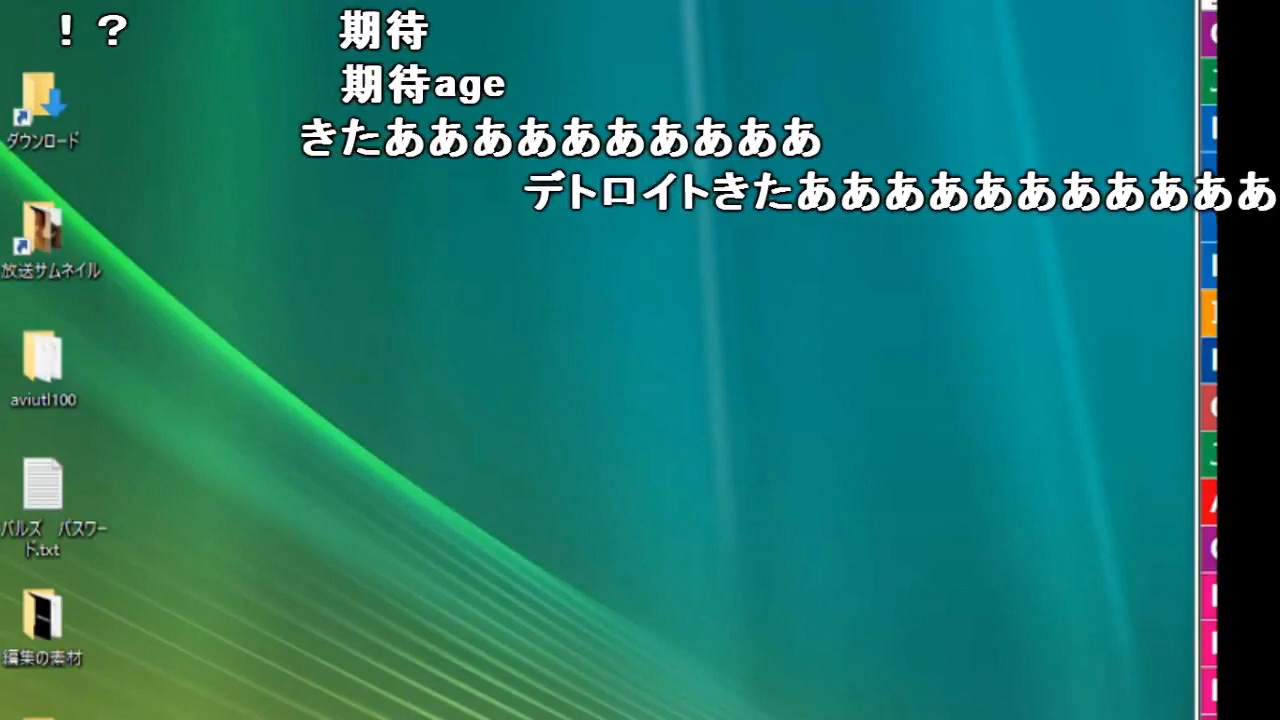 ！？
期待
期待age
きたああああああああああ
デトロイトきたあああああああああああ
ダウンロード
放送サムネイル
aviutl100
バルス　パスワー
ド.txt
編集の素材